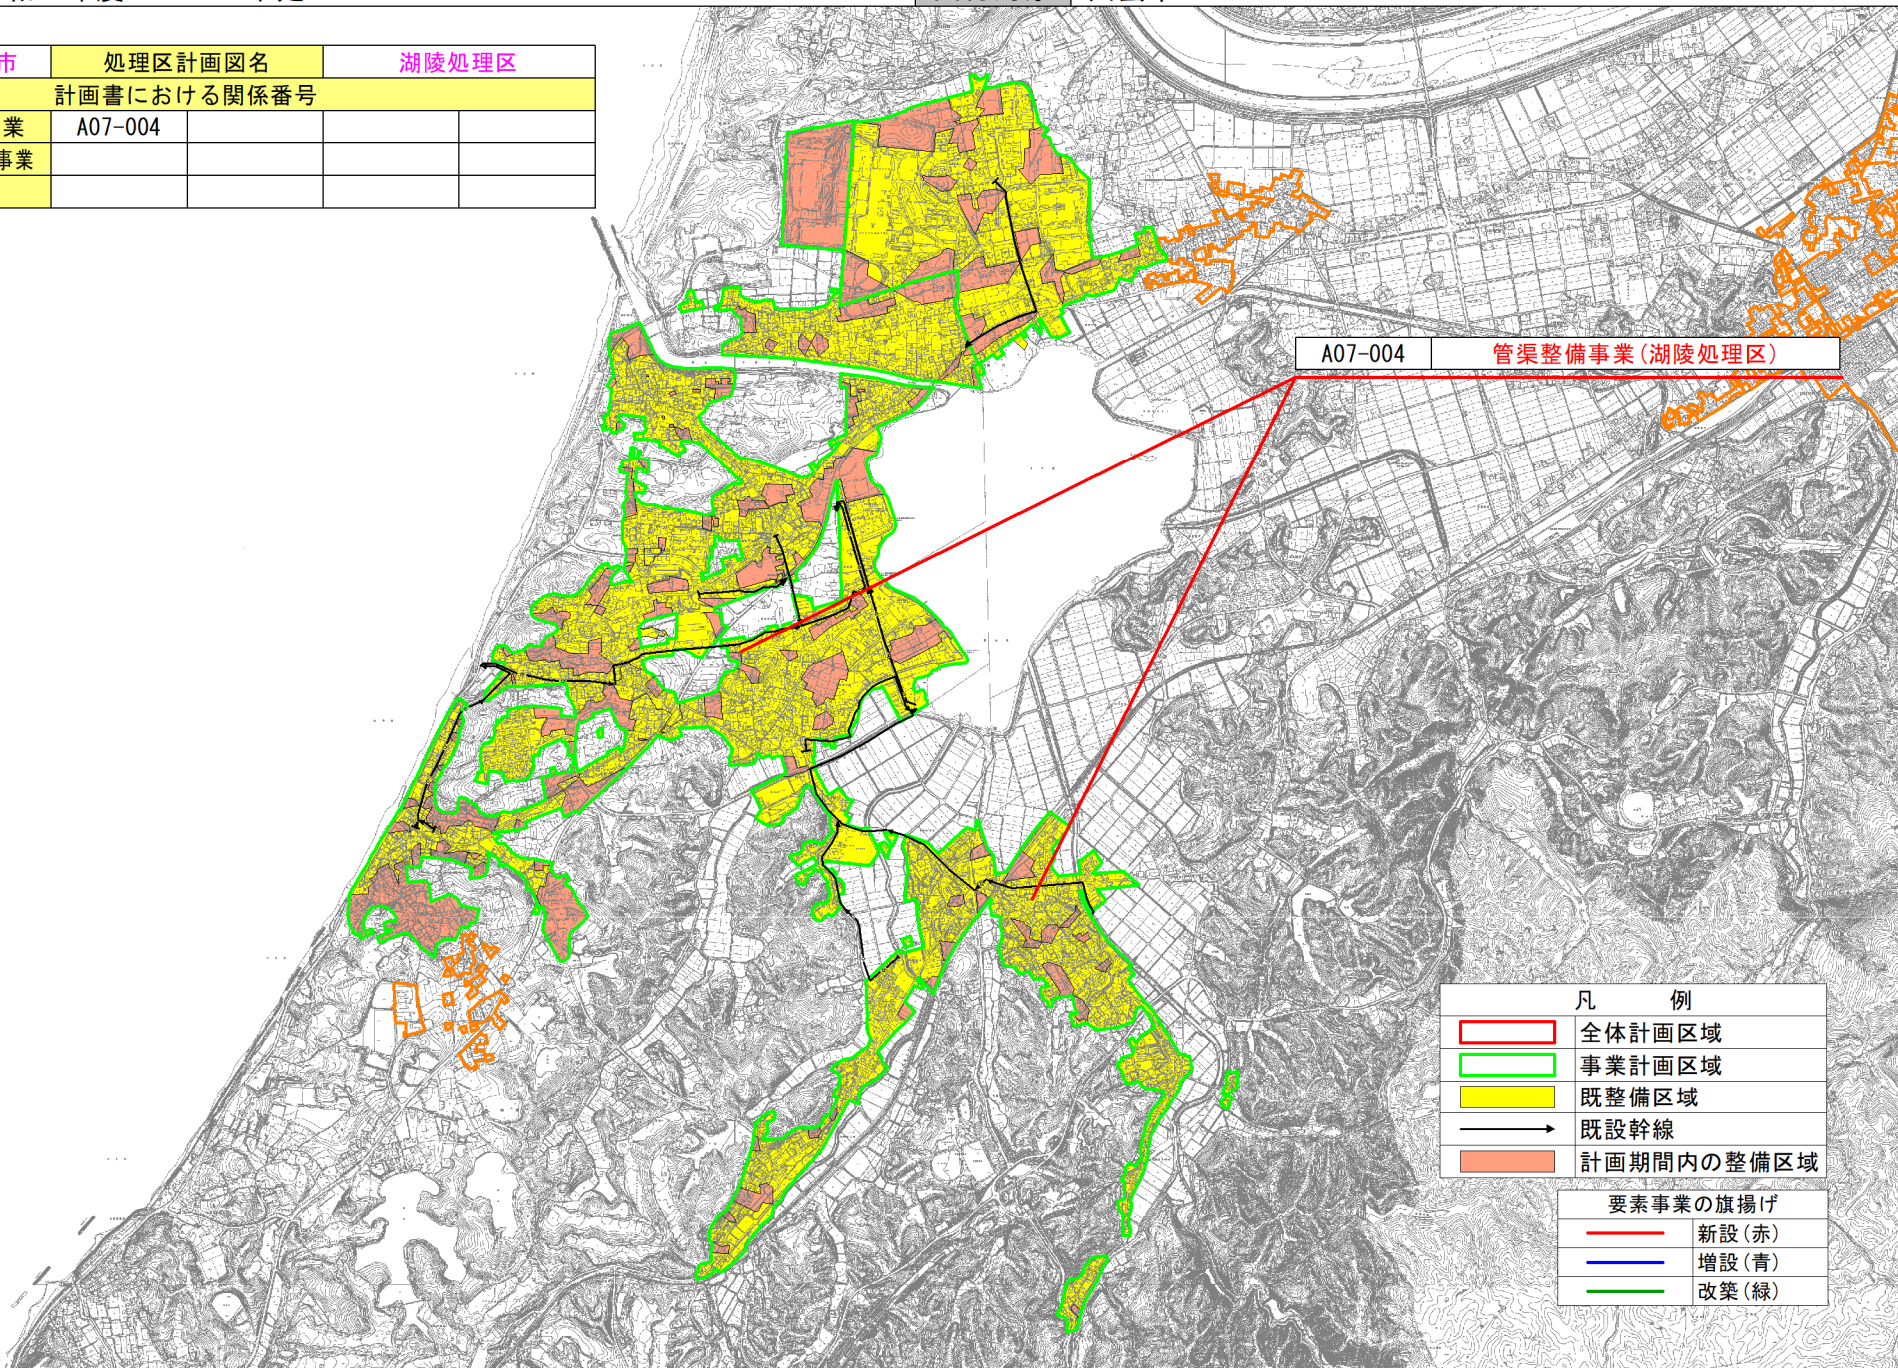 市 処理区計画図名 湖陵処理区
計画書における関係番号
業 A07-004
事業
A07-004 管渠整備事業(湖陵処理区)
凡 例
全体計画区域
事業計画区域
既整備区域
既設幹線
計画期間内の整備区域
要素事業の旗揚げ
新設(赤)
増設(青)
改築(緑)